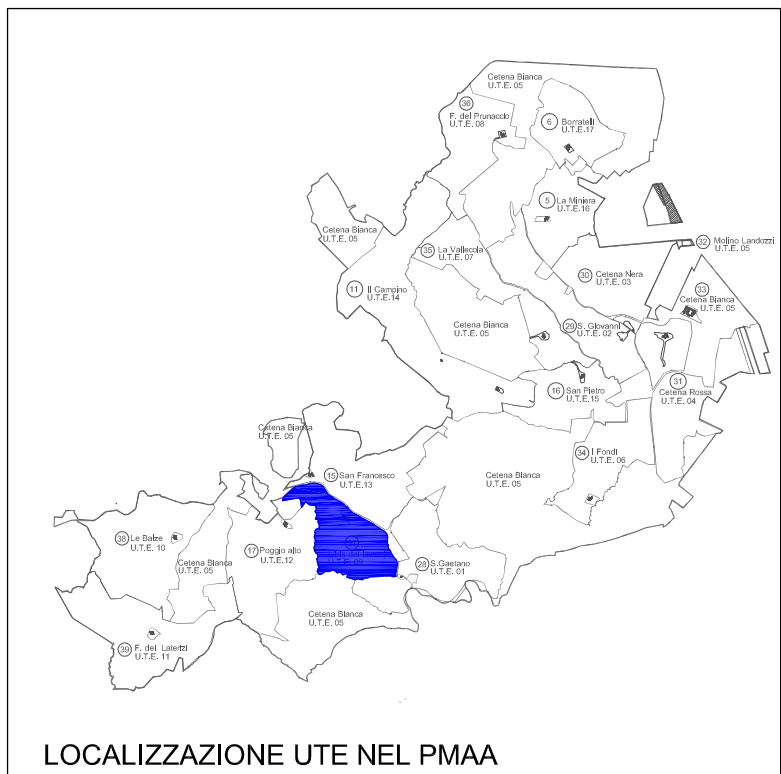 Cetena Bianca
U.T.E. 05
36
F. del Prunaccio
U.T.E. 08
6 Borratelli
U.T.E.17
5 La Miniera
U.T.E.16
Cetena Bianca
U.T.E. 05
35 La Vallecola
U.T.E. 07
32 Molino Landozzi
U.T.E. 05
30 Cetena Nera
U.T.E. 03
33
Cetena Bianca
U.T.E. 05
11 Il Campino
U.T.E.14
Cetena Bianca
U.T.E. 05
29 S. Giovanni
U.T.E. 02
16 San Pietro
U.T.E.15
31
Cetena Rossa
U.T.E. 04
Cetena Bianca
U.T.E. 05
34 I Fondi
U.T.E. 06
15 San Francesco
U.T.E.13
Cetena Bianca
U.T.E. 05
38 Le Balze
U.T.E. 10
17 Poggio alto
U.T.E.12
Cetena Bianca
U.T.E. 05
28 S.Gaetano
U.T.E. 01
Cetena Bianca
U.T.E. 05
39 F. dei Laterizi
U.T.E. 11
LOCALIZZAZIONE UTE NEL PMAA